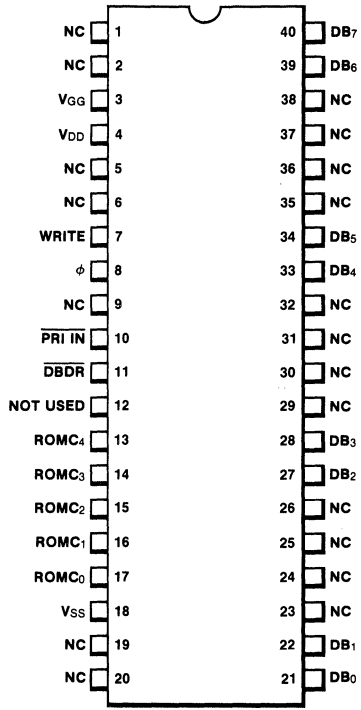 NC 1 40 DB₇
NC 2 39 DB₆
V_GG 3 38 NC
V_DD 4 37 NC
NC 5 36 NC
NC 6 35 NC
WRITE 7 34 DB₅
ϕ 8 33 DB₄
NC 9 32 NC
PRI IN 10 31 NC
DBDR 11 30 NC
NOT USED 12 29 NC
ROMC₄ 13 28 DB₃
ROMC₃ 14 27 DB₂
ROMC₂ 15 26 NC
ROMC₁ 16 25 NC
ROMC₀ 17 24 NC
V_SS 18 23 NC
NC 19 22 DB₁
NC 20 21 DB₀